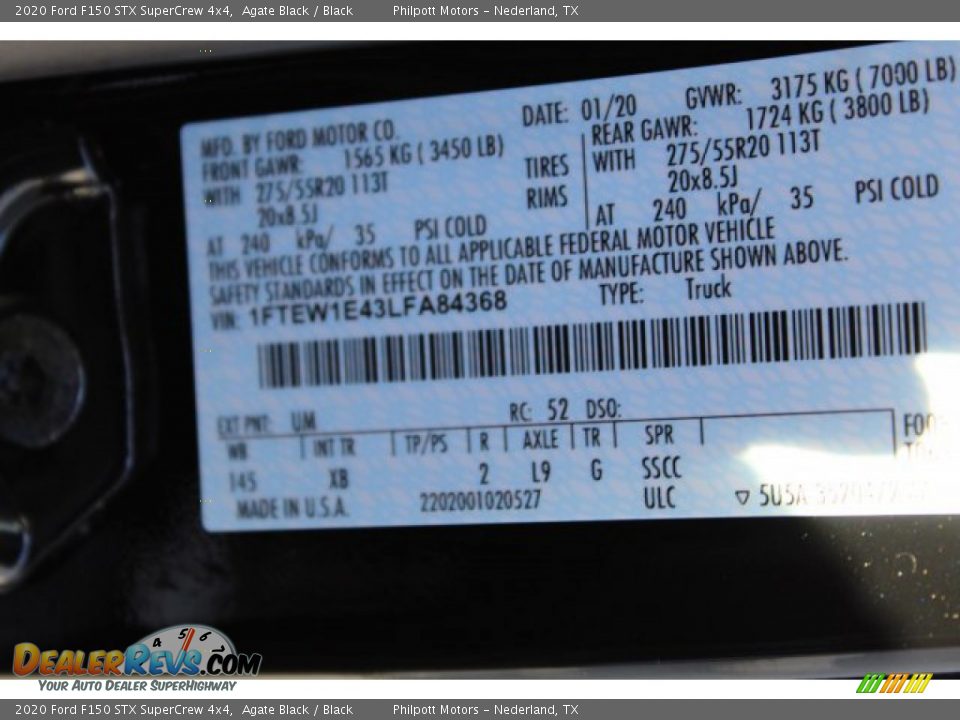 2020 Ford F150 STX SuperCrew 4x4, Agate Black / Black Philpott Motors – Nederland, TX
MFD. BY FORD MOTOR CO. DATE: 01/20 GVWR: 3175 KG ( 7000 LB)
FRONT GAWR: 1565 KG ( 3450 LB) REAR GAWR: 1724 KG ( 3800 LB)
WITH 275/55R20 113T TIRES WITH 275/55R20 113T
20x8.5J RIMS 20x8.5J
AT 240 kPa/ 35 PSI COLD AT 240 kPa/ 35 PSI COLD
THIS VEHICLE CONFORMS TO ALL APPLICABLE FEDERAL MOTOR VEHICLE
SAFETY STANDARDS IN EFFECT ON THE DATE OF MANUFACTURE SHOWN ABOVE.
VIN: 1FTEW1E43LFA84368 TYPE: Truck
EXT PNT: UM RC: 52 DSO:
WB INT TR TP/PS R AXLE TR SPR
145 XB 2 L9 G SSCC
MADE IN U.S.A. 2202001020527 ULC ▽ 5U5A
4 5 6
DEALERREVS.COM
YOUR AUTO DEALER SUPERHIGHWAY
2020 Ford F150 STX SuperCrew 4x4, Agate Black / Black Philpott Motors – Nederland, TX